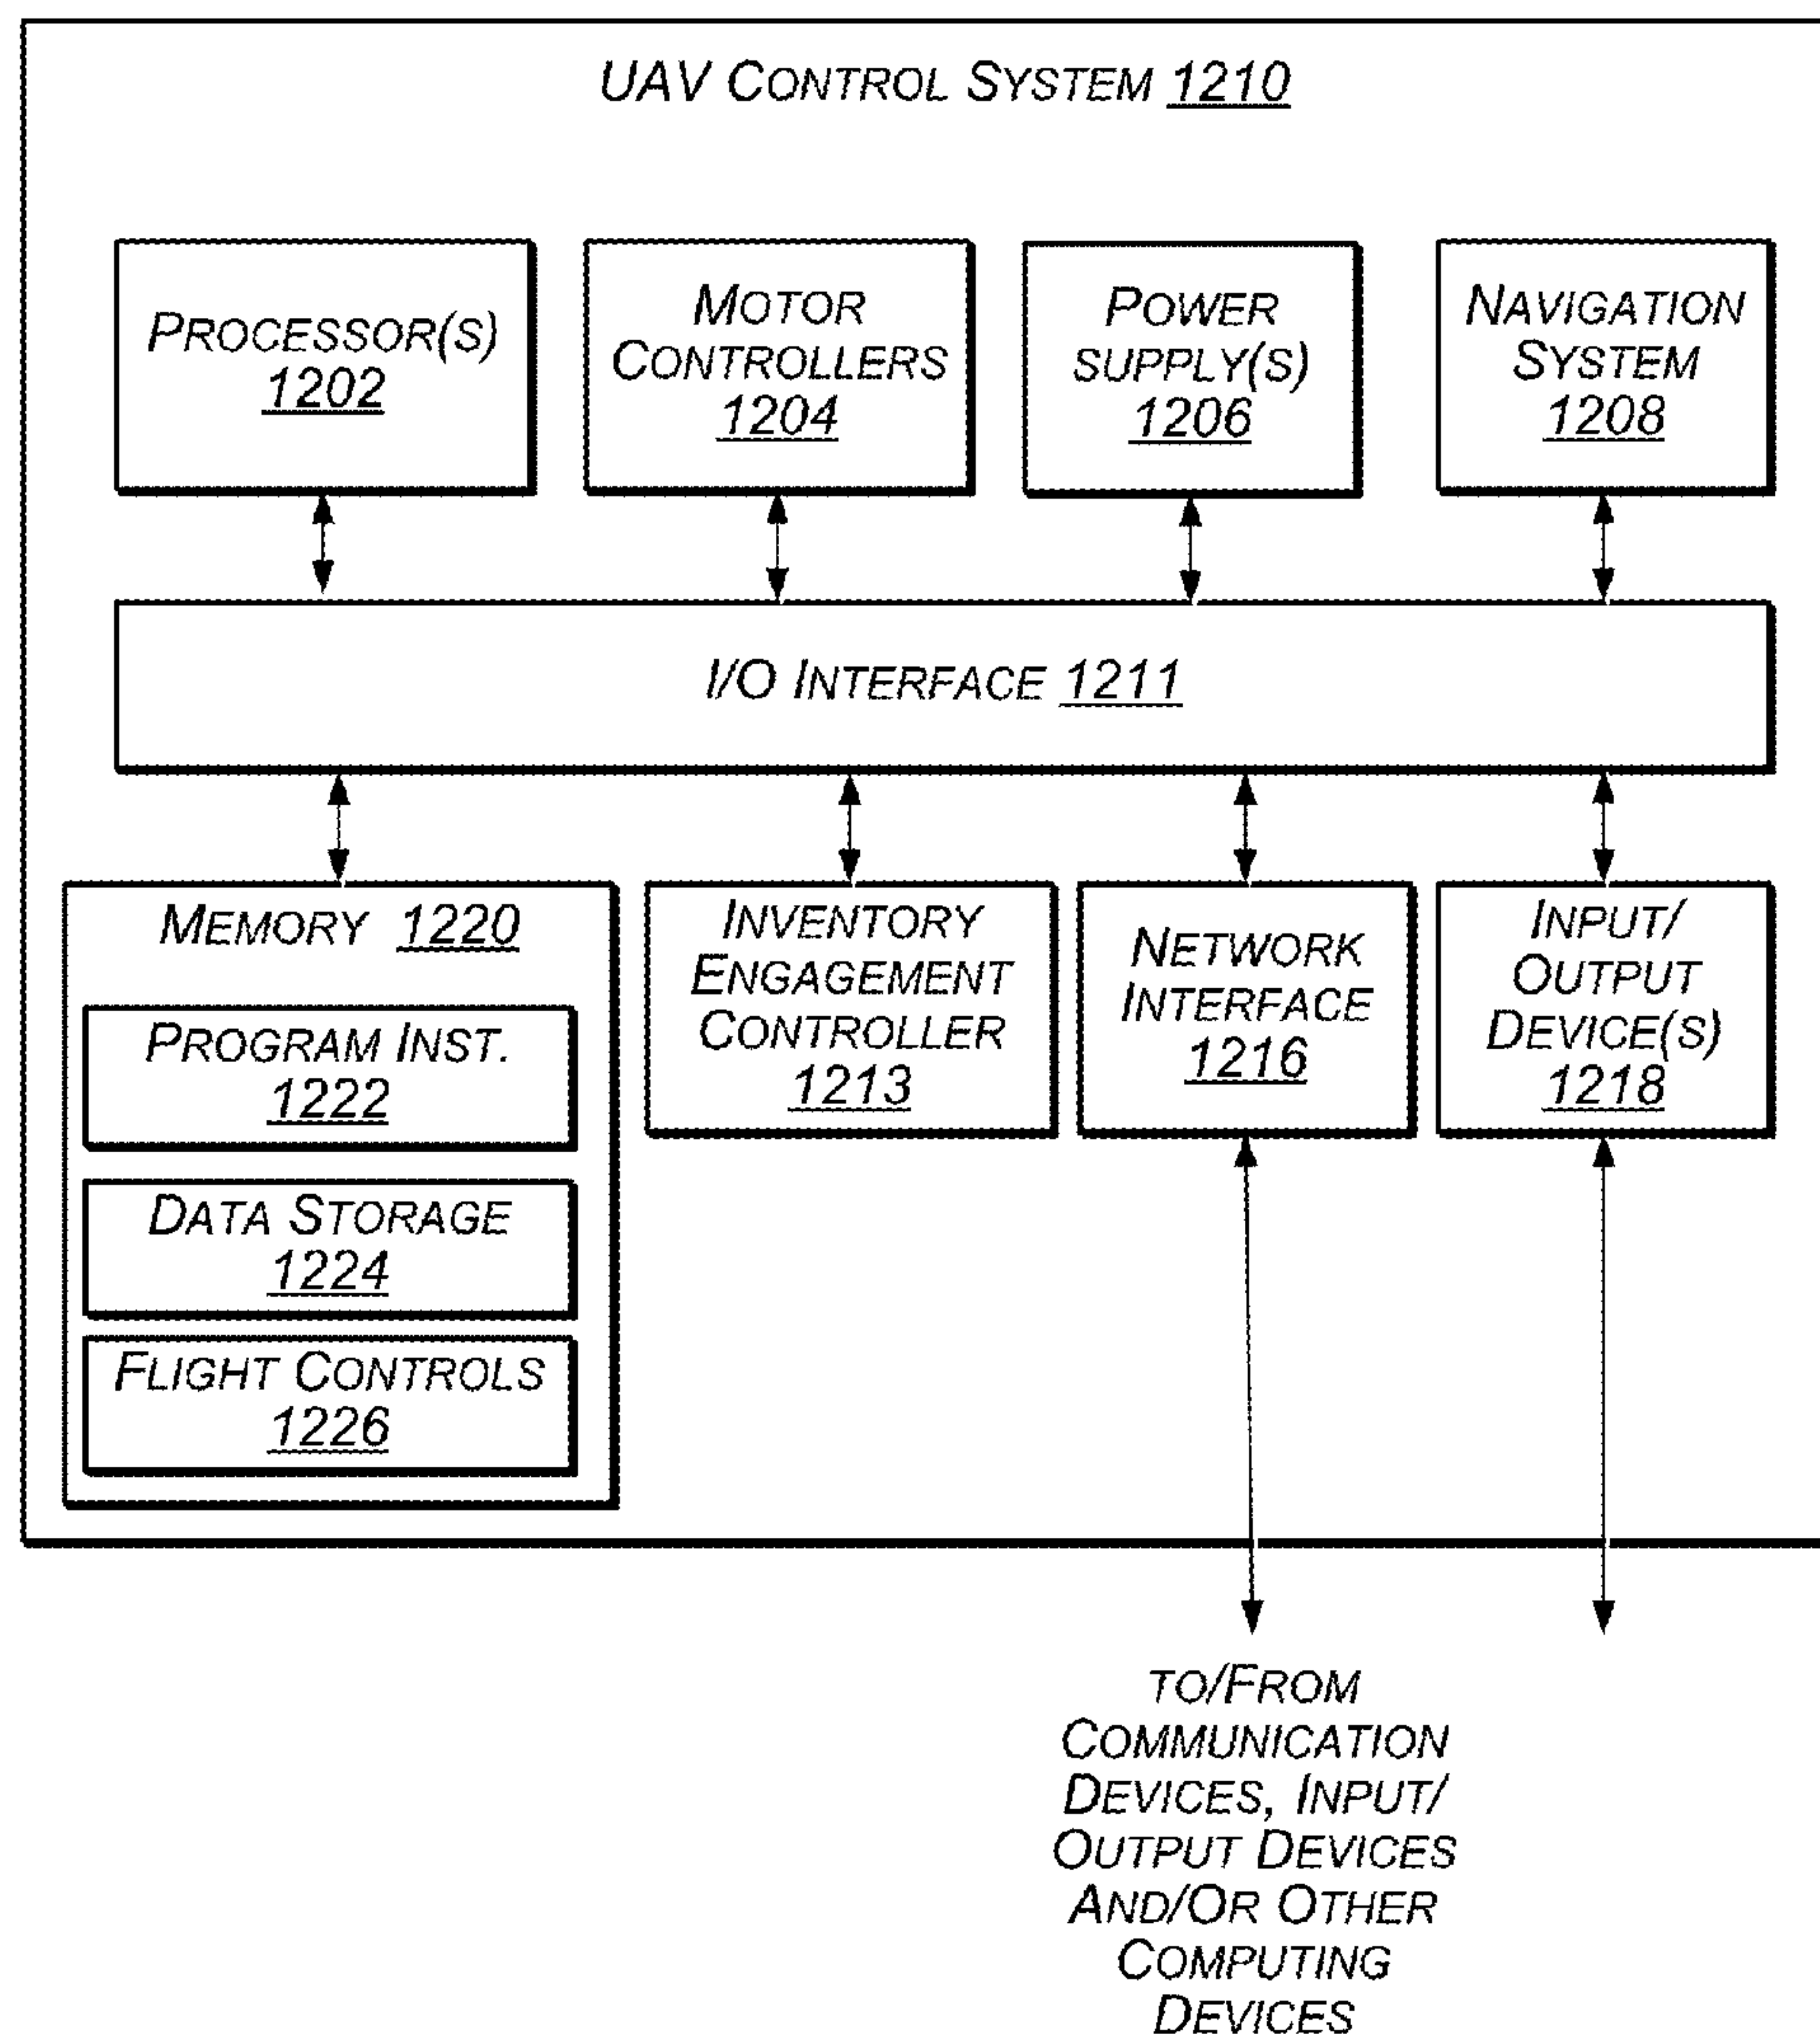 UAV CONTROL SYSTEM 1210
PROCESSOR(S)
1202
MOTOR
CONTROLLERS
1204
POWER
SUPPLY(S)
1206
NAVIGATION
SYSTEM
1208
I/O INTERFACE 1211
MEMORY 1220
PROGRAM INST.
1222
DATA STORAGE
1224
FLIGHT CONTROLS
1226
INVENTORY
ENGAGEMENT
CONTROLLER
1213
NETWORK
INTERFACE
1216
INPUT/
OUTPUT
DEVICE(S)
1218
TO/FROM
COMMUNICATION
DEVICES, INPUT/
OUTPUT DEVICES
AND/OR OTHER
COMPUTING
DEVICES